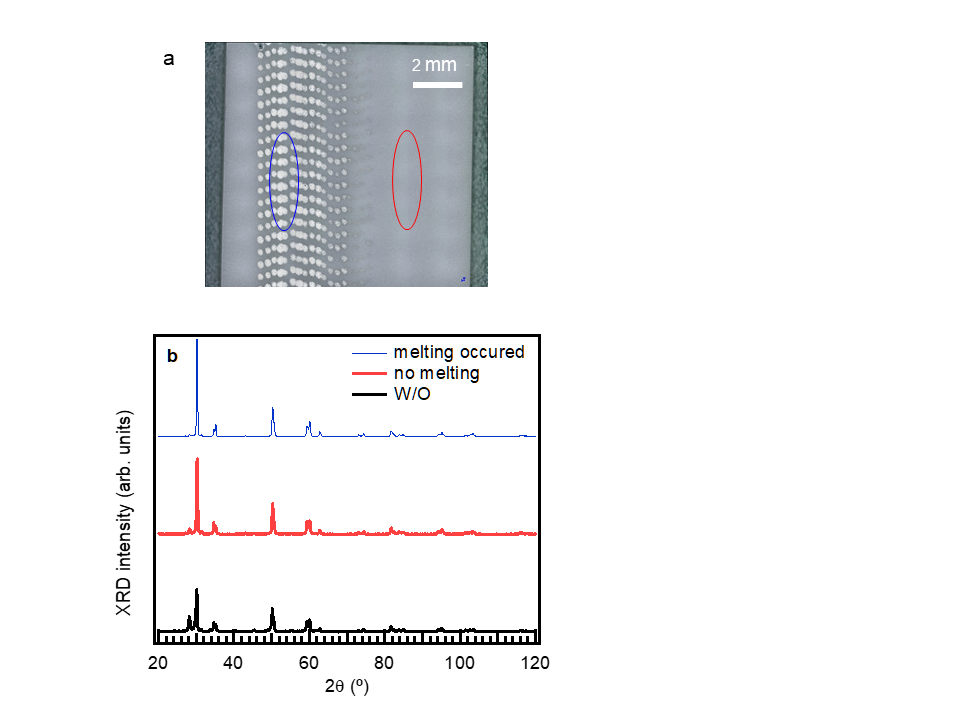 a
2 mm
b
melting occured
no melting
W/O
XRD intensity (arb. units)
20 40 60 80 100 120
2θ (º)